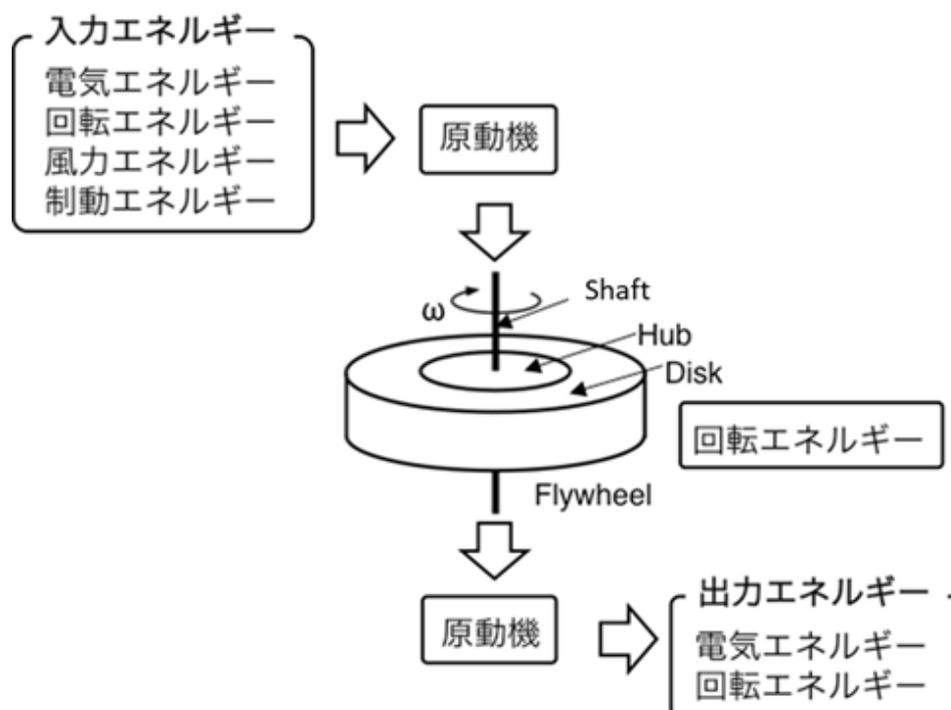 入力エネルギー
電気エネルギー
回転エネルギー
風力エネルギー
制動エネルギー
原動機
ω
Shaft
Hub
Disk
回転エネルギー
Flywheel
原動機
出力エネルギー
電気エネルギー
回転エネルギー